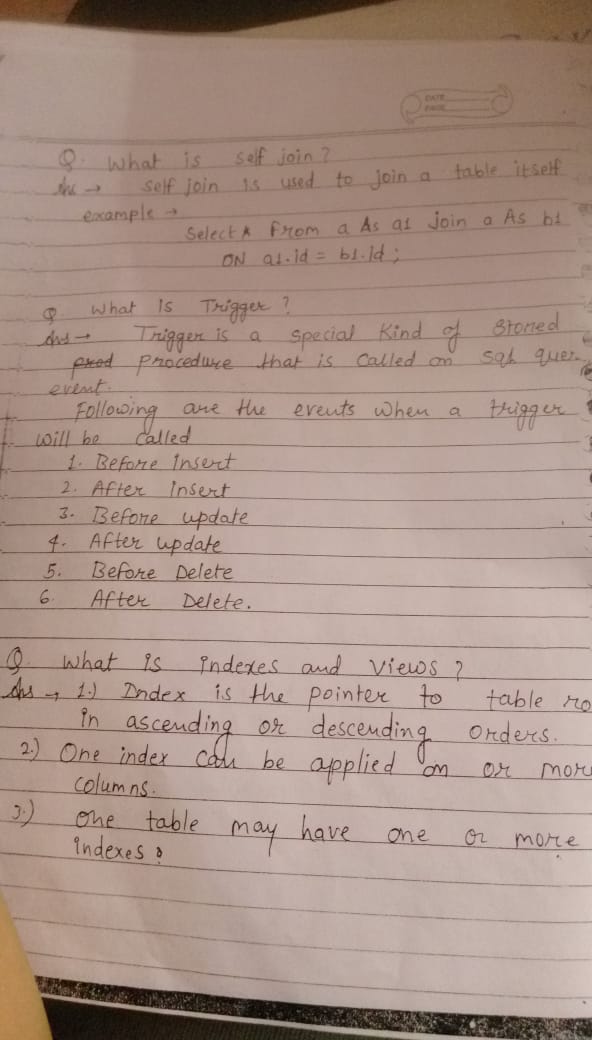 DATE
PAGE
Q. What is self join?
Ans → self join is used to join a table itself
example →
Select * From a As a1 join a As b1
ON a1.id = b1.id ;
Q What is Trigger ?
Ans → Trigger is a special Kind of Stored
procedure that is called on sql quer
event.
Following are the events when a trigger
will be called
1. Before Insert
2. After Insert
3. Before update
4. After update
5. Before Delete
6. After Delete.
Q. What is indexes and views ?
Ans → 1.) Index is the pointer to table ro
in ascending or descending Orders.
2.) One index can be applied on or more
columns.
3.) one table may have one or more
indexes.